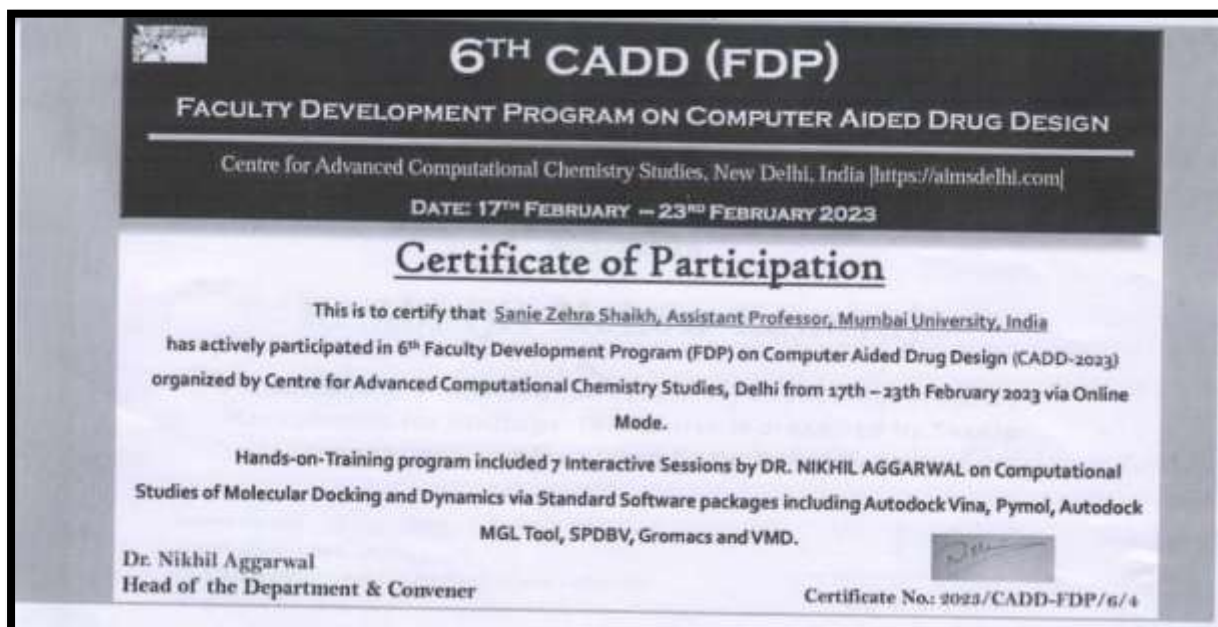 6TH CADD (FDP)
FACULTY DEVELOPMENT PROGRAM ON COMPUTER AIDED DRUG DESIGN
Centre for Advanced Computational Chemistry Studies, New Delhi, India |https://aimsdelhi.com|
DATE: 17TH FEBRUARY – 23RD FEBRUARY 2023
Certificate of Participation
This is to certify that Sanie Zehra Shaikh, Assistant Professor, Mumbai University, India
has actively participated in 6th Faculty Development Program (FDP) on Computer Aided Drug Design (CADD-2023)
organized by Centre for Advanced Computational Chemistry Studies, Delhi from 17th – 23th February 2023 via Online
Mode.
Hands-on-Training program included 7 Interactive Sessions by DR. NIKHIL AGGARWAL on Computational
Studies of Molecular Docking and Dynamics via Standard Software packages including Autodock Vina, Pymol, Autodock
MGL Tool, SPDBV, Gromacs and VMD.
Dr. Nikhil Aggarwal
Head of the Department & Convener
Certificate No.: 2023/CADD-FDP/6/4